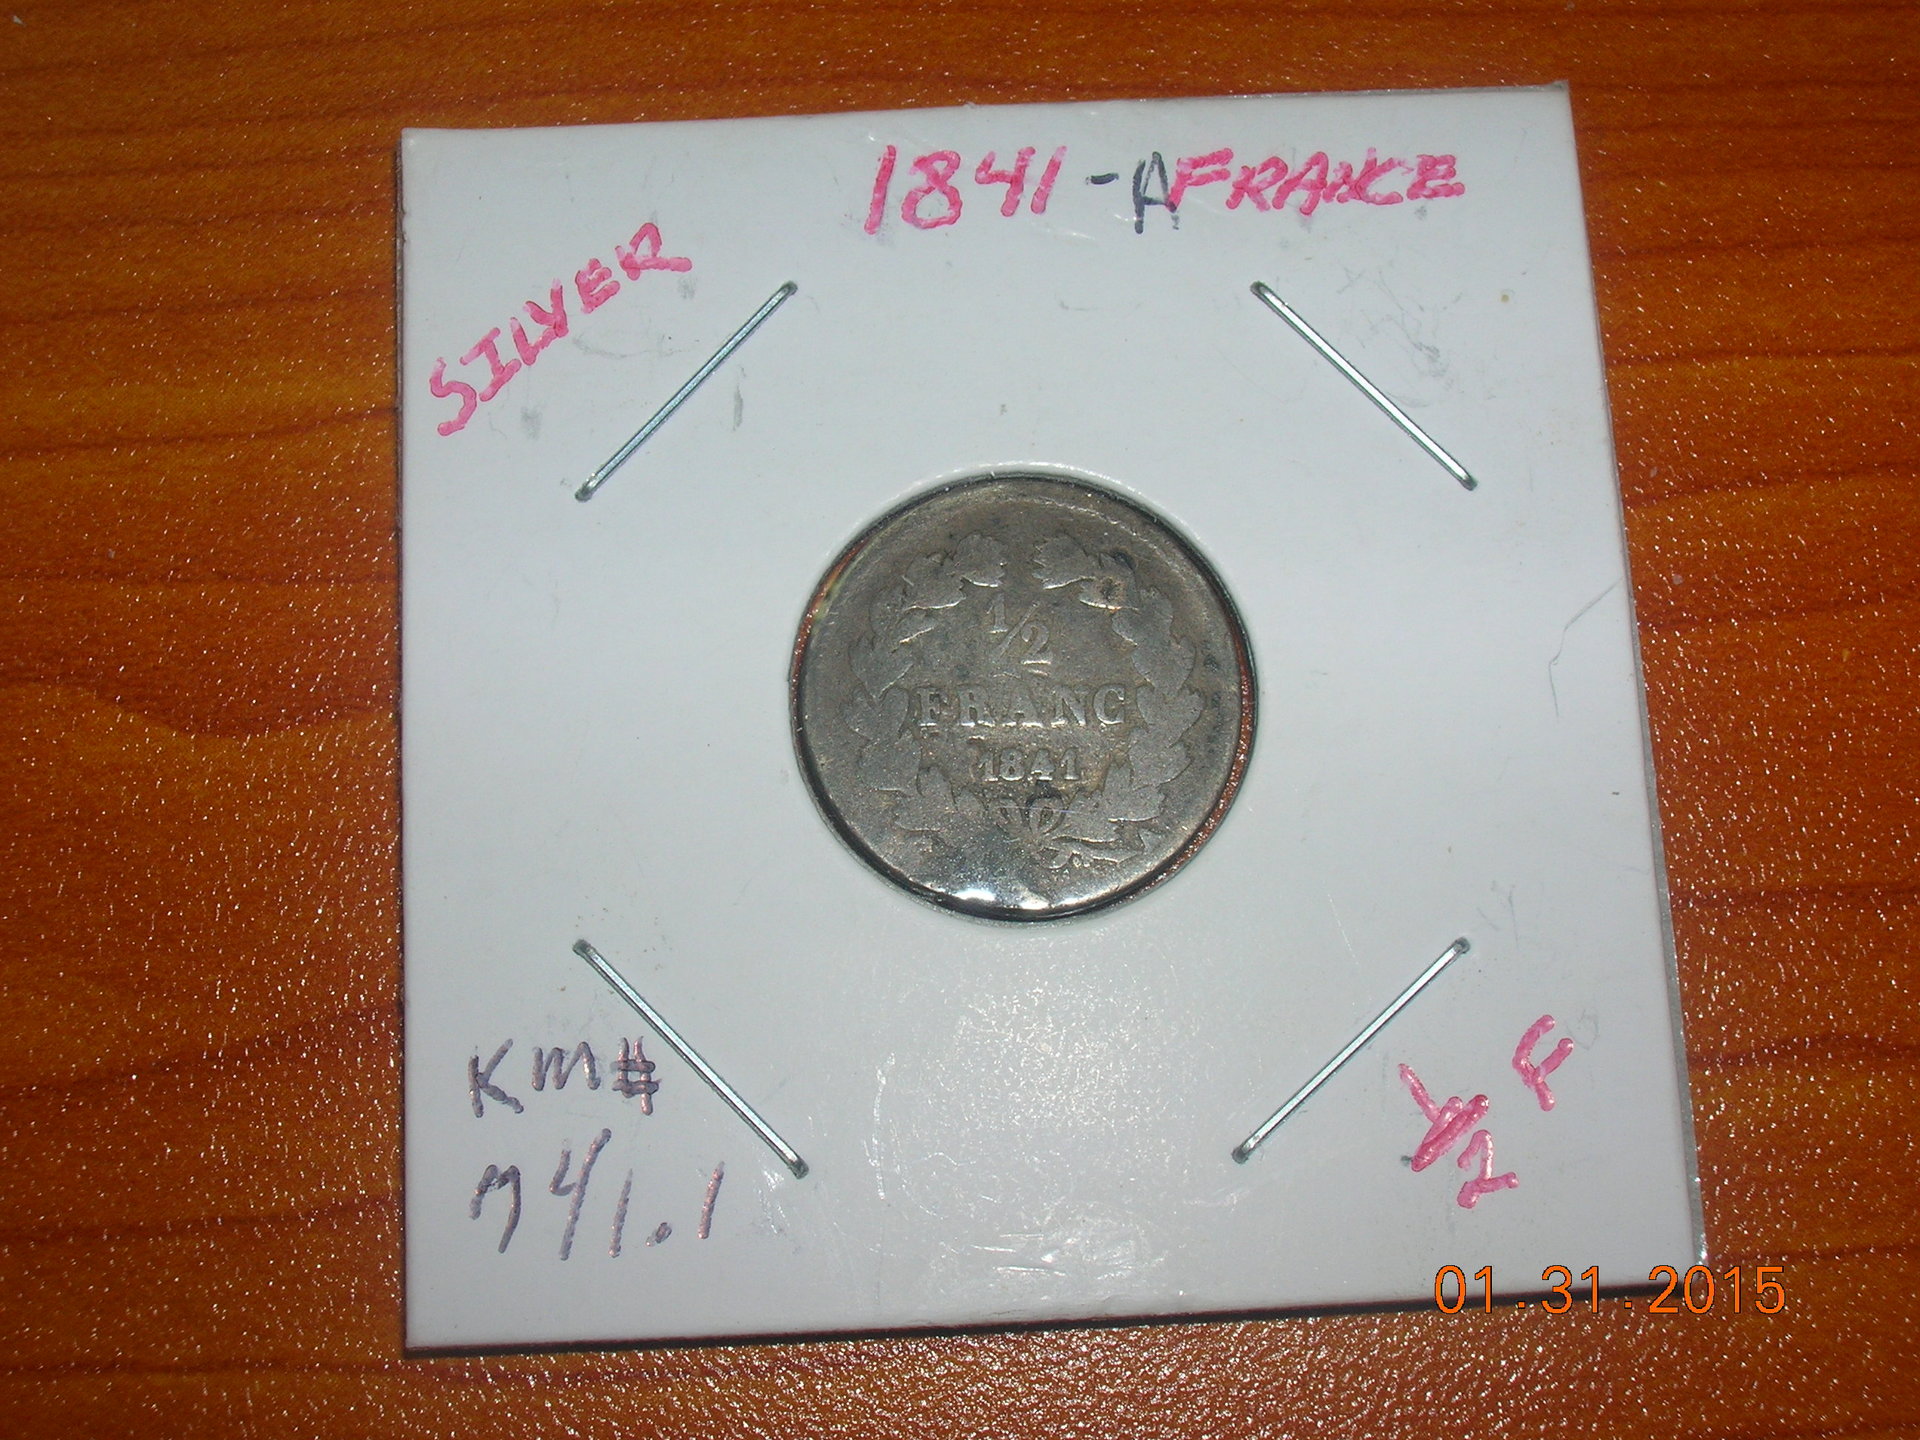 1841-A FRANCE
SILVER
1/2
FRANC
1841
KM#
741.1
1/2 F
01.31.2015